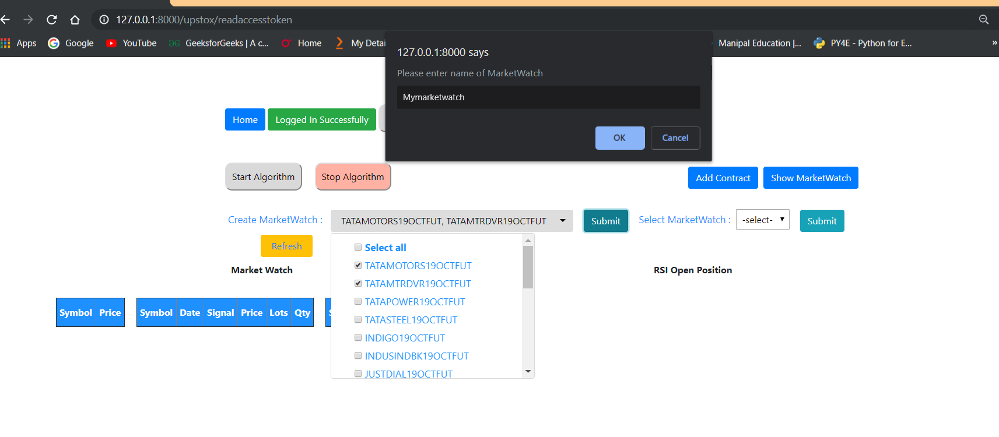 127.0.0.1:8000/upstox/readaccesstoken
Apps Google YouTube GeeksforGeeks | A c... Home My Detai Manipal Education |... PY4E - Python for E... »
127.0.0.1:8000 says
Please enter name of MarketWatch
Mymarketwatch
OK Cancel
Home Logged In Successfully
Start Algorithm Stop Algorithm Add Contract Show MarketWatch
Create MarketWatch : TATAMOTORS19OCTFUT, TATAMTRDVR19OCTFUT Submit Select MarketWatch : -select- Submit
Refresh
Select all
TATAMOTORS19OCTFUT
TATAMTRDVR19OCTFUT
TATAPOWER19OCTFUT
TATASTEEL19OCTFUT
INDIGO19OCTFUT
INDUSINDBK19OCTFUT
JUSTDIAL19OCTFUT
Market Watch RSI Open Position
Symbol Price Symbol Date Signal Price Lots Qty